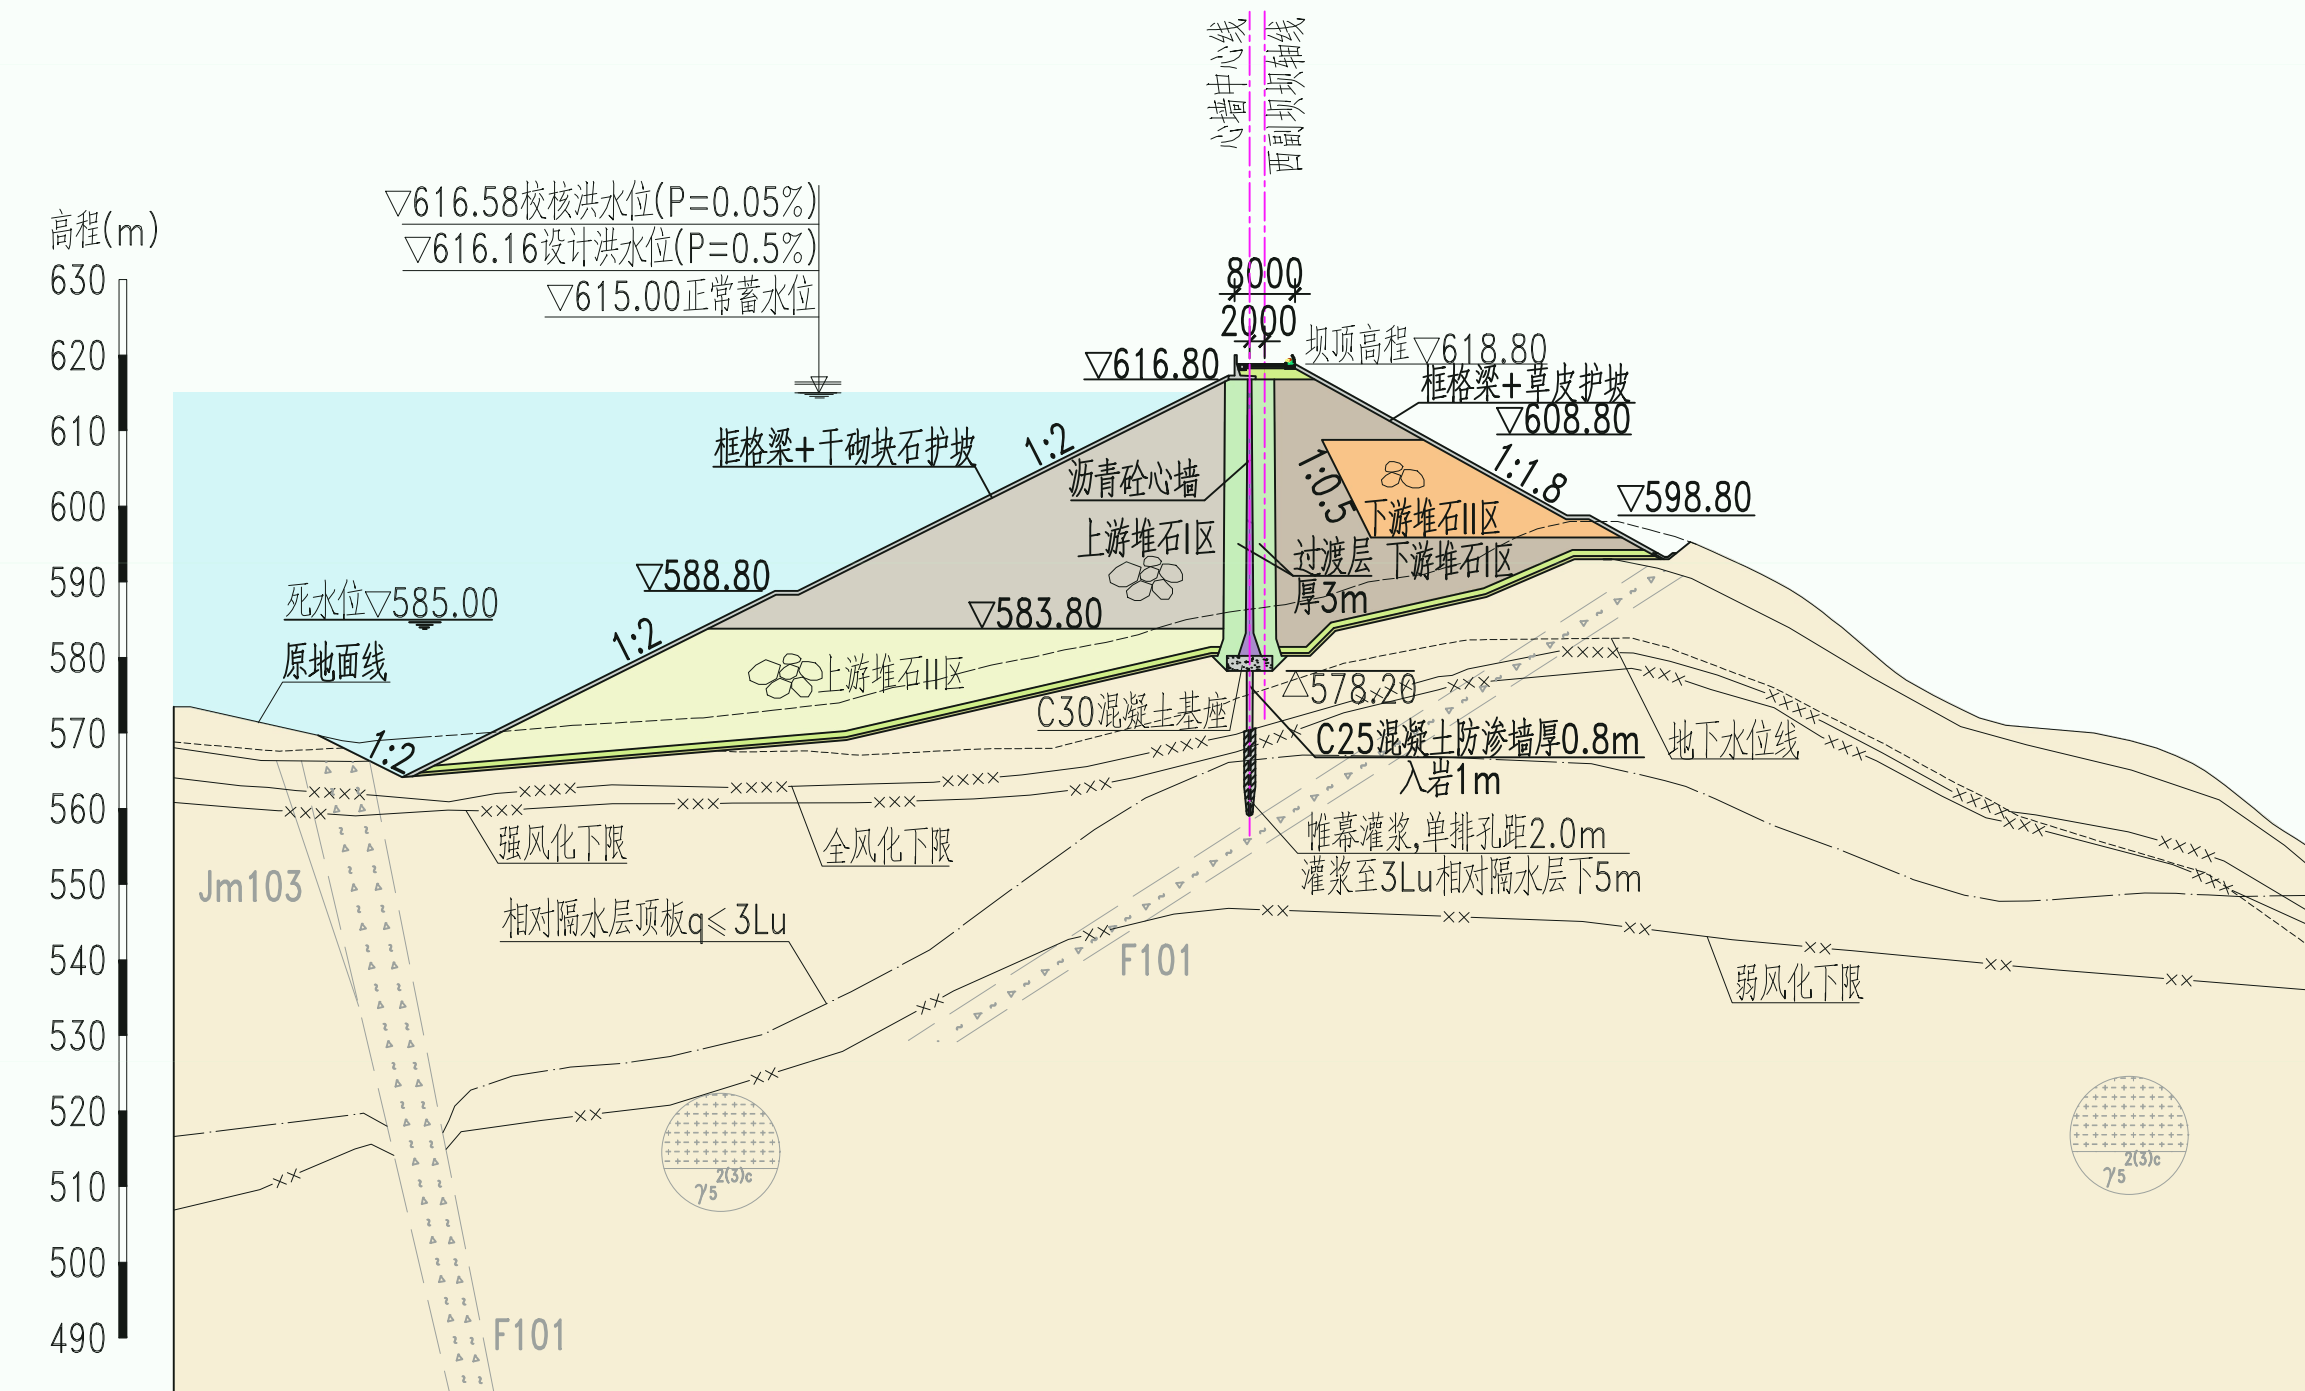 心墙中心线
西副坝坝轴线
▽616.58校核洪水位(P=0.05%)
▽616.16设计洪水位(P=0.5%)
▽615.00正常蓄水位
高程(m)
630
620
610
600
590
580
570
560
550
540
530
520
510
500
490
8000
2000
坝顶高程▽618.80
▽616.80
框格梁+草皮护坡
▽608.80
框格梁+干砌块石护坡
1:2
沥青砼心墙
1:0.5
1:1.8
▽598.80
下游堆石II区
上游堆石I区
过渡层
厚3m
下游堆石I区
▽588.80
死水位▽585.00
▽583.80
1:2
原地面线
上游堆石II区
△578.20
C30混凝土基座
1:2
C25混凝土防渗墙厚0.8m
入岩1m
地下水位线
强风化下限
全风化下限
帷幕灌浆,单排孔距2.0m
灌浆至3Lu相对隔水层下5m
Jm103
相对隔水层顶板q≤3Lu
F101
弱风化下限
γ5 2(3)c
γ5 2(3)c
F101